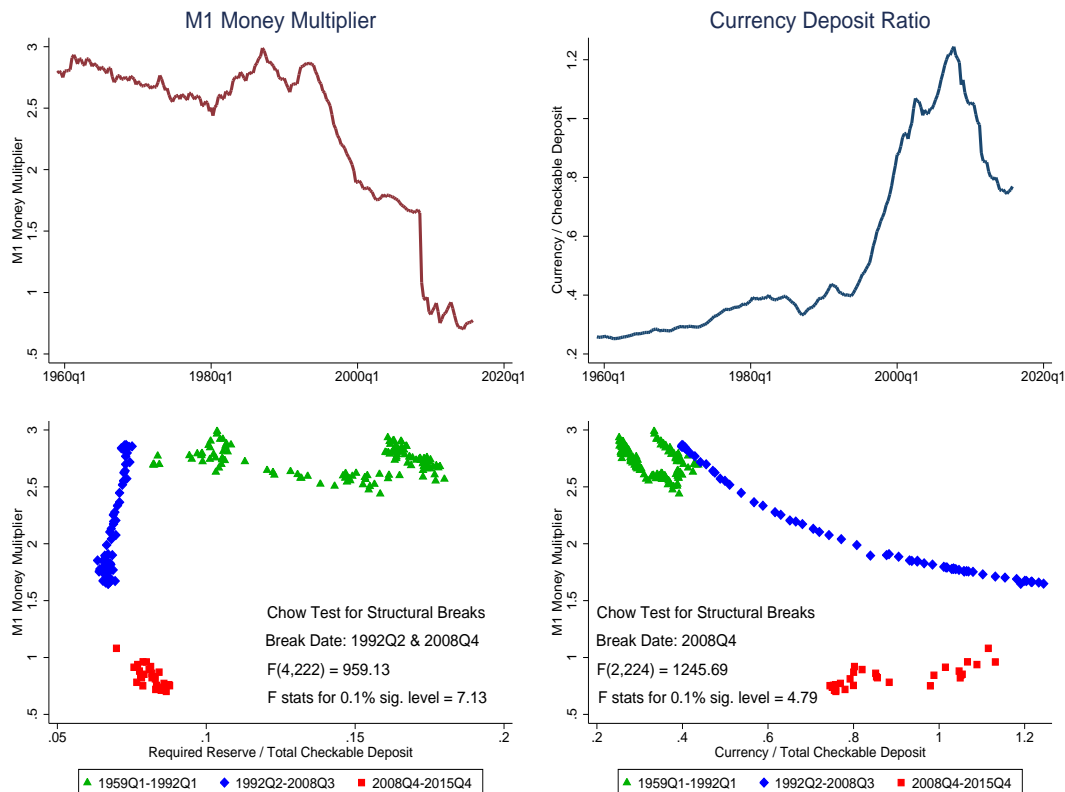 M1 Money Multiplier
M1 Money Mulitplier
3
2.5
2
1.5
1
.5
1960q1 1980q1 2000q1 2020q1
Currency Deposit Ratio
Currency / Checkable Deposit
1.2
1
.8
.6
.4
.2
1960q1 1980q1 2000q1 2020q1
M1 Money Mulitplier
3
2.5
2
1.5
1
.5
Chow Test for Structural Breaks
Break Date: 1992Q2 & 2008Q4
F(4,222) = 959.13
F stats for 0.1% sig. level = 7.13
.05 .1 .15 .2
Required Reserve / Total Checkable Deposit
1959Q1-1992Q1 1992Q2-2008Q3 2008Q4-2015Q4
M1 Money Mulitplier
3
2.5
2
1.5
1
.5
Chow Test for Structural Breaks
Break Date: 2008Q4
F(2,224) = 1245.69
F stats for 0.1% sig. level = 4.79
.2 .4 .6 .8 1 1.2
Currency / Total Checkable Deposit
1959Q1-1992Q1 1992Q2-2008Q3 2008Q4-2015Q4